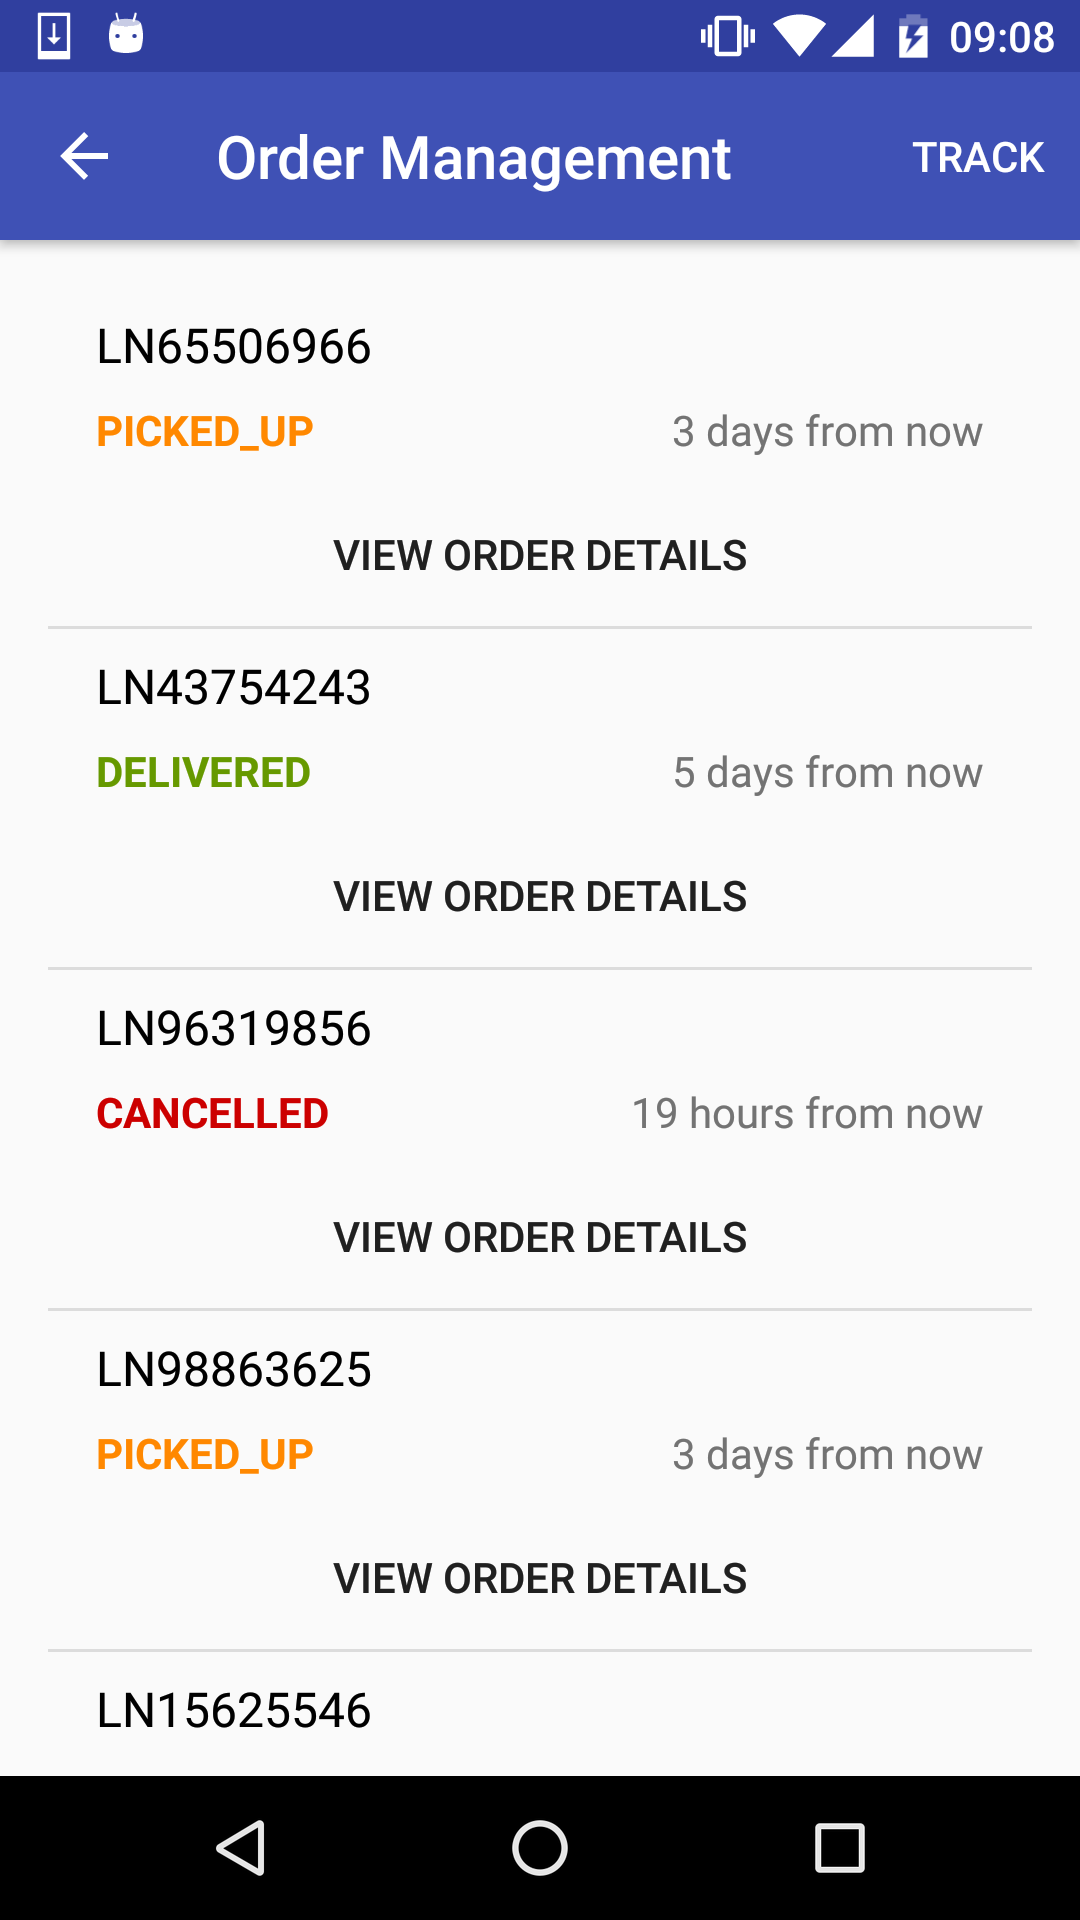 09:08
Order Management TRACK
LN65506966
PICKED_UP 3 days from now
VIEW ORDER DETAILS
LN43754243
DELIVERED 5 days from now
VIEW ORDER DETAILS
LN96319856
CANCELLED 19 hours from now
VIEW ORDER DETAILS
LN98863625
PICKED_UP 3 days from now
VIEW ORDER DETAILS
LN15625546